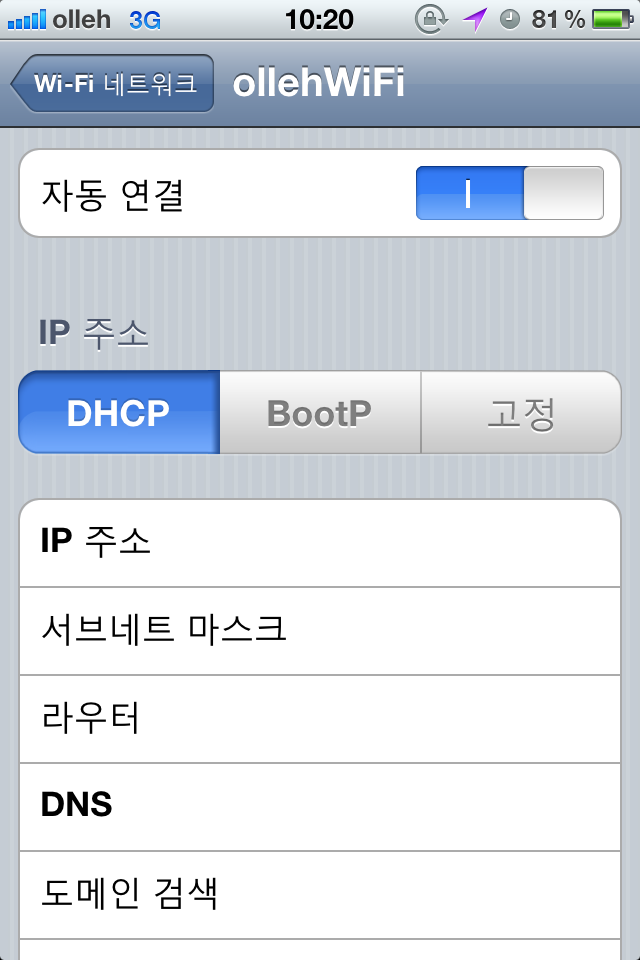 olleh 3G 10:20 81 %
Wi-Fi 네트워크 ollehWiFi
자동 연결
IP 주소
DHCP BootP 고정
IP 주소
서브네트 마스크
라우터
DNS
도메인 검색